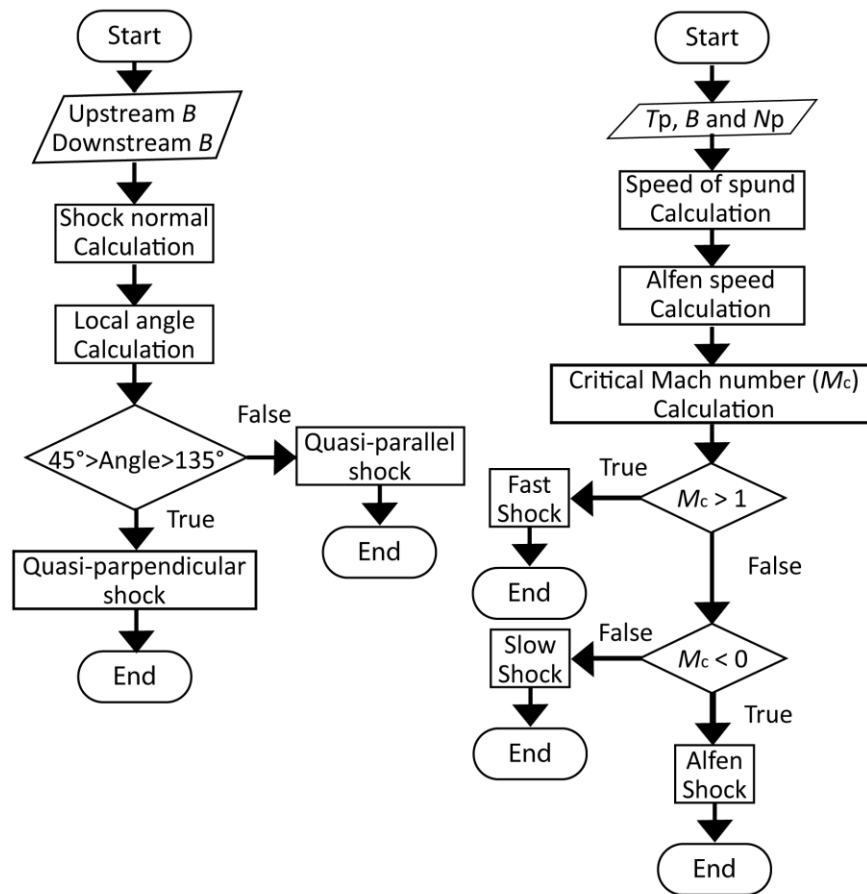 Start
Upstream B
Downstream B
Shock normal
Calculation
Local angle
Calculation
45°>Angle>135°
False
Quasi-parallel
shock
End
True
Quasi-parpendicular
shock
End
Start
Tp, B and Np
Speed of spund
Calculation
Alfen speed
Calculation
Critical Mach number (Mc)
Calculation
Mc > 1
True
Fast
Shock
End
False
Mc < 0
False
Slow
Shock
End
True
Alfen
Shock
End